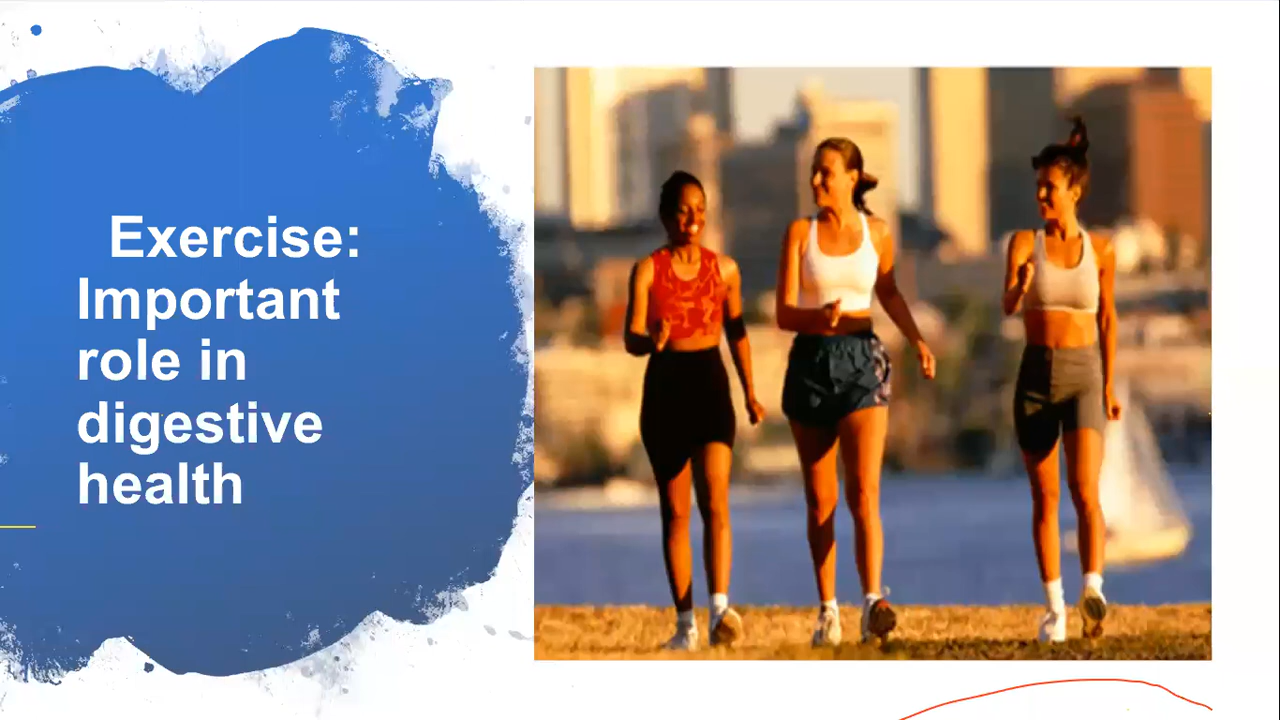 Exercise:
Important
role in
digestive
health